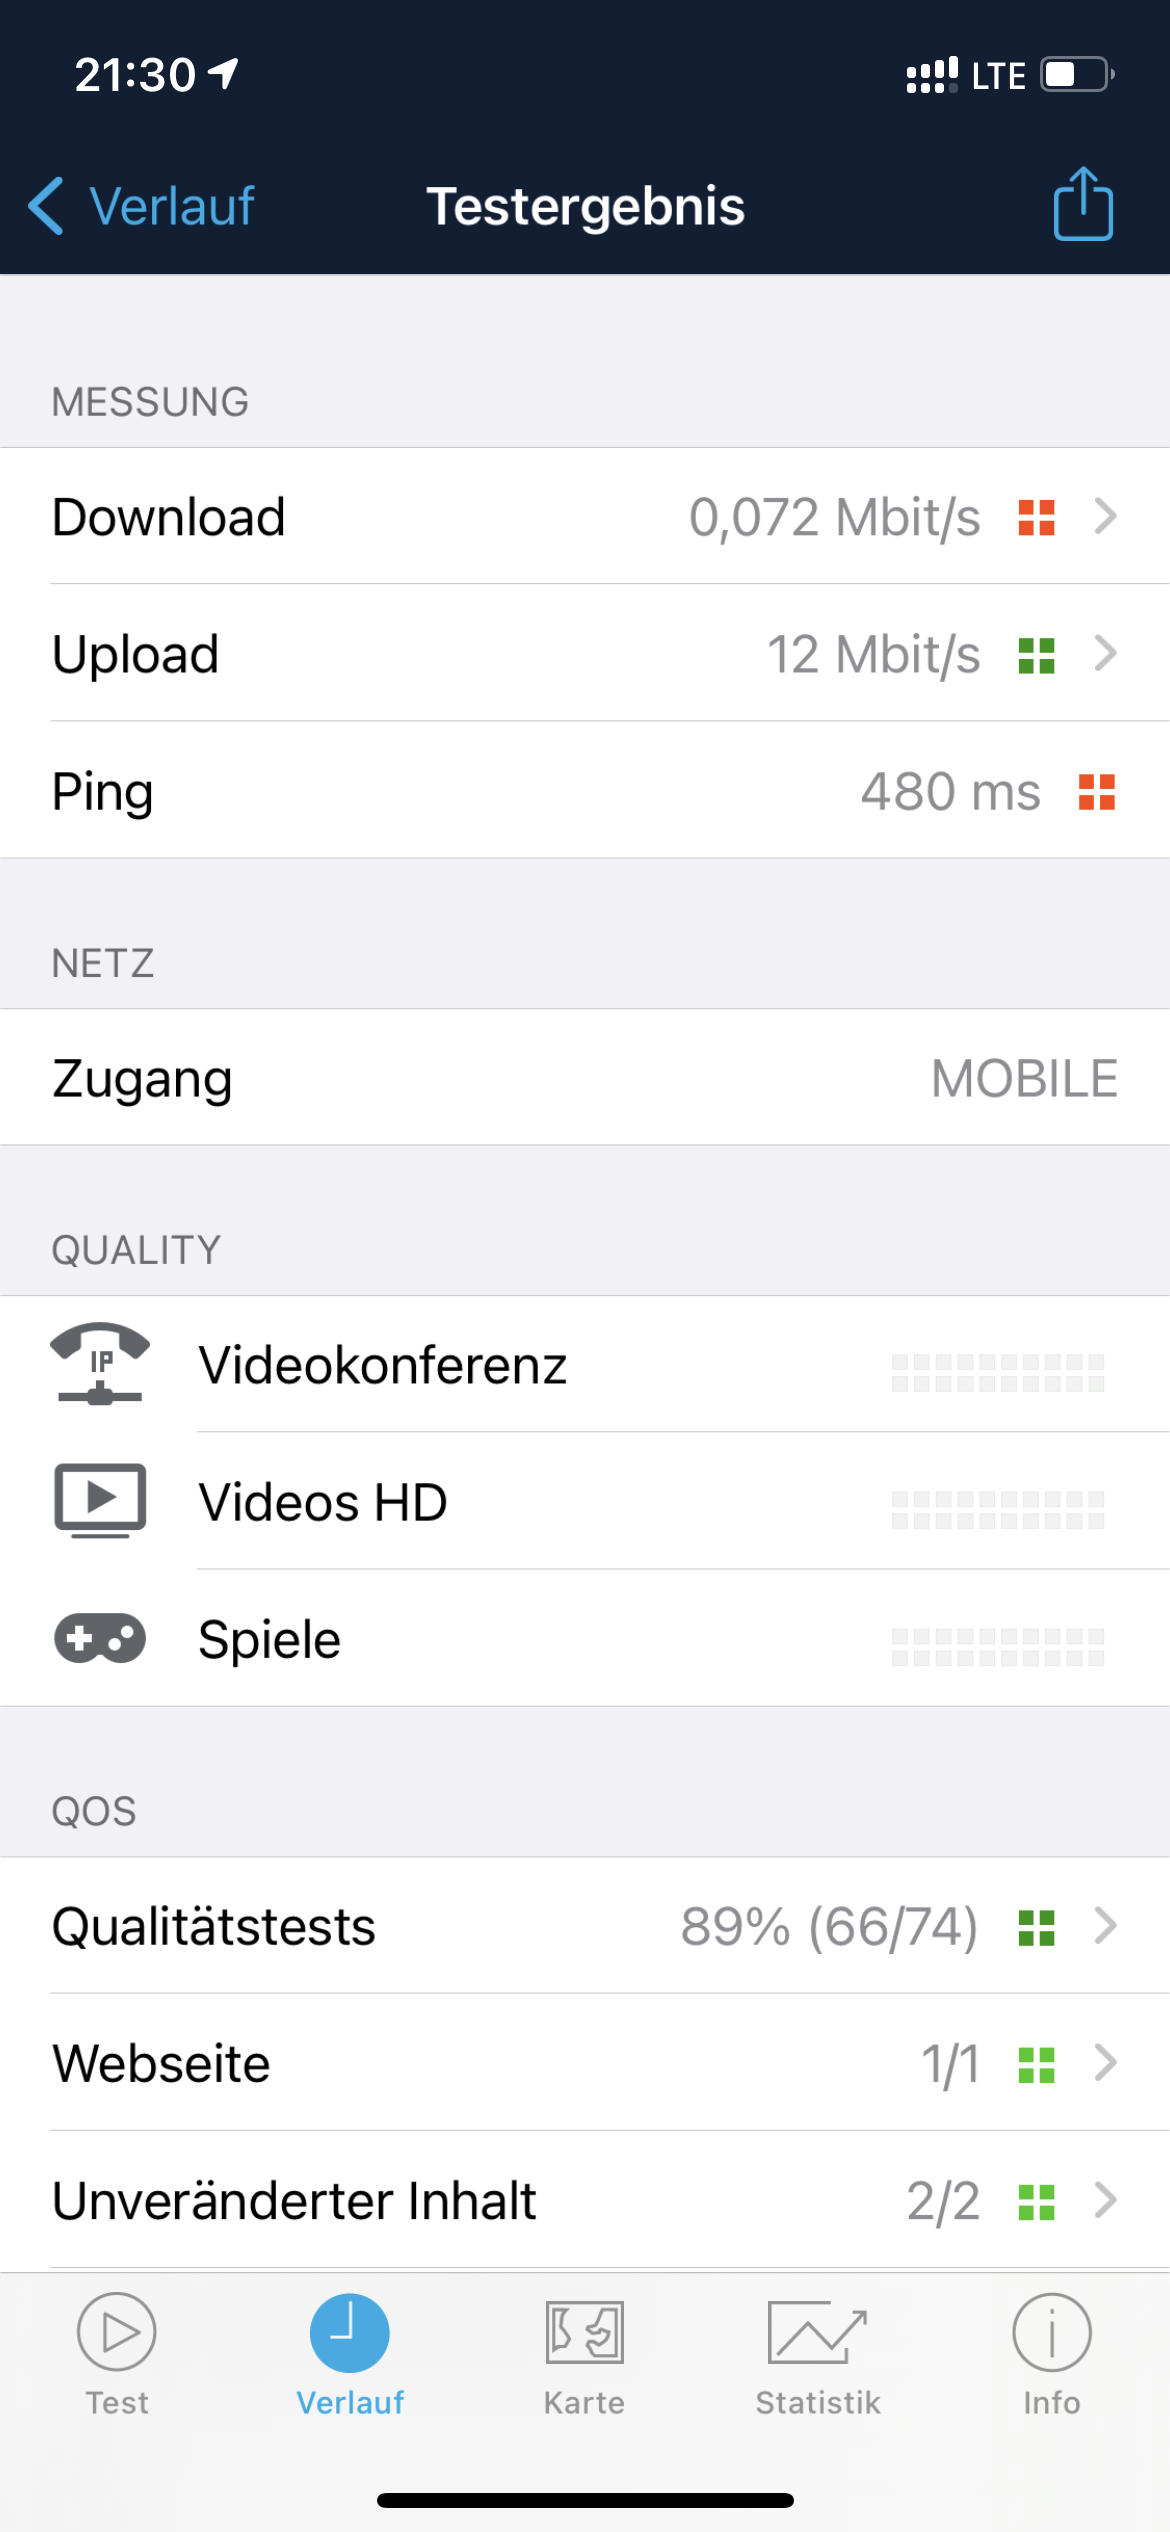 21:30 LTE
Verlauf Testergebnis
MESSUNG
Download 0,072 Mbit/s
Upload 12 Mbit/s
Ping 480 ms
NETZ
Zugang MOBILE
QUALITY
IP Videokonferenz
Videos HD
Spiele
QOS
Qualitätstests 89% (66/74)
Webseite 1/1
Unveränderter Inhalt 2/2
Test Verlauf Karte Statistik Info